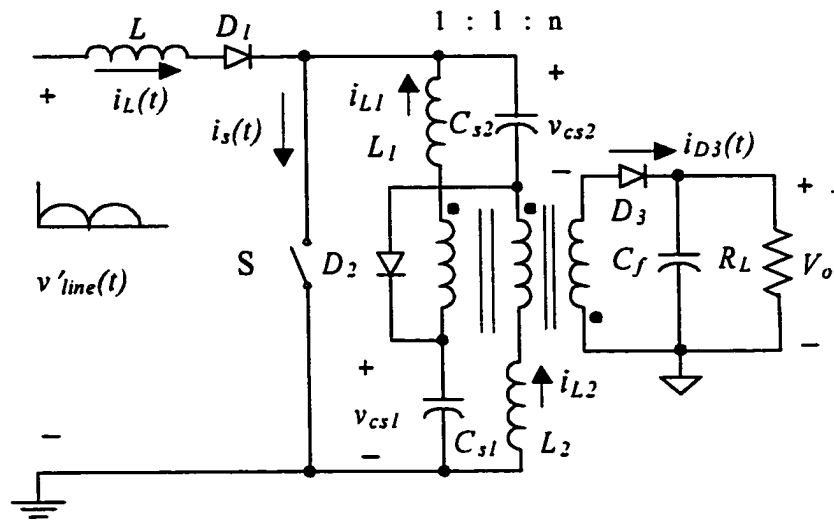 1 : 1 : n
L
D1
+
iL(t)
is(t)
iL1
Cs2
+
vcs2
L1
iD3(t)
−
D3
+
v'line(t)
S
D2
Cf
RL
Vo
−
+
vcs1
−
Cs1
iL2
L2
−